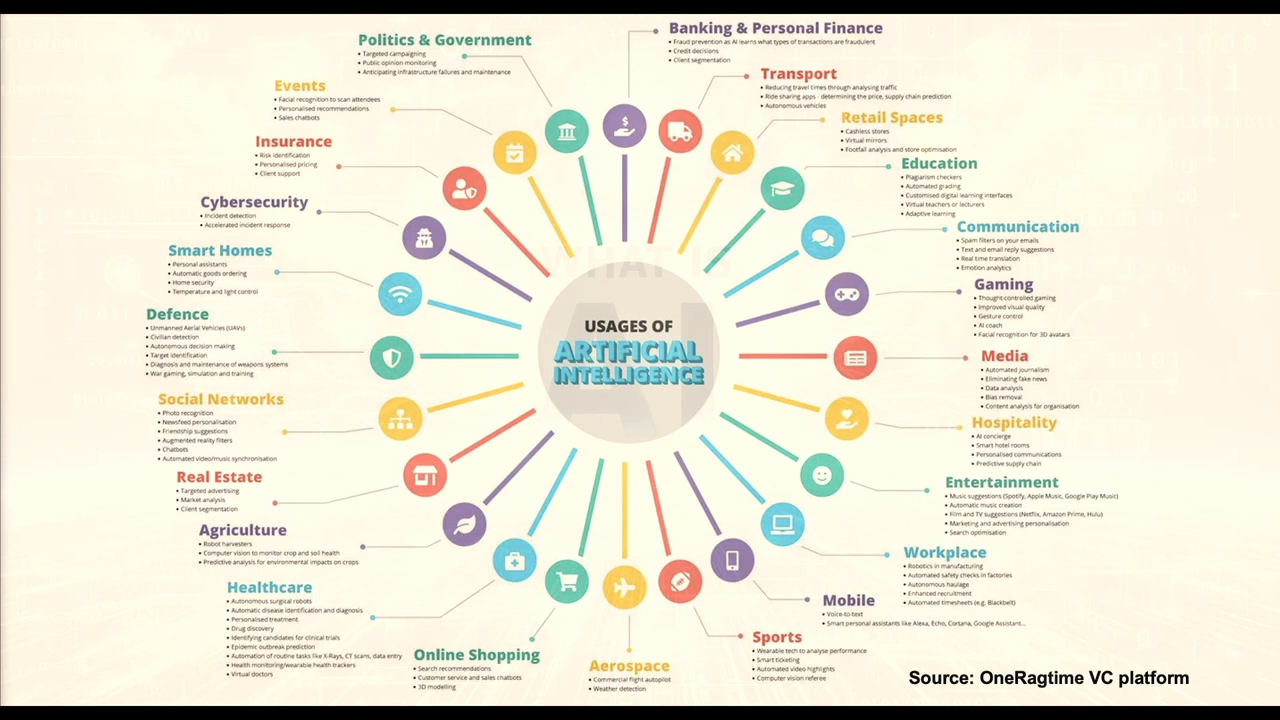 Banking & Personal Finance
• Fraud prevention as AI learns what types of transactions are fraudulent
• Credit decisions
• Client segmentation
Transport
• Reducing travel times through analysing traffic
• Ride sharing apps - determining the price, supply chain prediction
• Autonomous vehicles
Retail Spaces
• Cashless stores
• Virtual mirrors
• Footfall analysis and store optimisation
Education
• Plagiarism checkers
• Automated grading
• Customised digital learning interfaces
• Virtual teachers or lecturers
• Adaptive learning
Communication
• Spam filters on your emails
• Text and email reply suggestions
• Real time translation
• Emotion analytics
Gaming
• Thought-controlled gaming
• Improved visual quality
• Gesture control
• AI coach
• Facial recognition for 3D avatars
Media
• Automated journalism
• Eliminating fake news
• Data analysis
• Bias removal
• Content analysis for organisation
Hospitality
• AI concierge
• Smart hotel rooms
• Personalised communications
• Predictive supply chain
Entertainment
• Music suggestions (Spotify, Apple Music, Google Play Music)
• Automatic music creation
• Film and TV suggestions (Netflix, Amazon Prime, Hulu)
• Marketing and advertising personalisation
• Search optimisation
Workplace
• Robotics in manufacturing
• Automated safety checks in factories
• Autonomous haulage
• Enhanced recruitment
• Automated timesheets (e.g. Blackbelt)
Mobile
• Voice-to-text
• Smart personal assistants like Alexa, Echo, Cortana, Google Assistant...
Sports
• Wearable tech to analyse performance
• Smart ticketing
• Automated video highlights
• Computer vision referee
Aerospace
• Commercial flight autopilot
• Weather detection
Online Shopping
• Search recommendations
• Customer service and sales chatbots
• 3D modelling
Healthcare
• Autonomous surgical robots
• Automatic disease identification and diagnosis
• Personalised treatment
• Drug discovery
• Identifying candidates for clinical trials
• Epidemic outbreak prediction
• Automation of routine tasks like X-Rays, CT scans, data entry
• Health monitoring/wearable health trackers
• Virtual doctors
Agriculture
• Robot harvesters
• Computer vision to monitor crop and soil health
• Predictive analysis for environmental impacts on crops
Real Estate
• Targeted advertising
• Market analysis
• Client segmentation
Social Networks
• Photo recognition
• Newsfeed personalisation
• Friendship suggestions
• Augmented reality filters
• Chatbots
• Automated video/music synchronisation
Defence
• Unmanned Aerial Vehicles (UAVs)
• Civilian detection
• Autonomous decision making
• Target identification
• Diagnosis and maintenance of weapons systems
• War gaming, simulation and training
Smart Homes
• Personal assistants
• Automatic goods ordering
• Home security
• Temperature and light control
Cybersecurity
• Incident detection
• Accelerated incident response
Insurance
• Risk identification
• Personalised pricing
• Client support
Events
• Facial recognition to scan attendees
• Personalised recommendations
• Sales chatbots
Politics & Government
• Targeted campaigning
• Public opinion monitoring
• Anticipating infrastructure failures and maintenance
$
USAGES OF
ARTIFICIAL
INTELLIGENCE
Source: OneRagtime VC platform